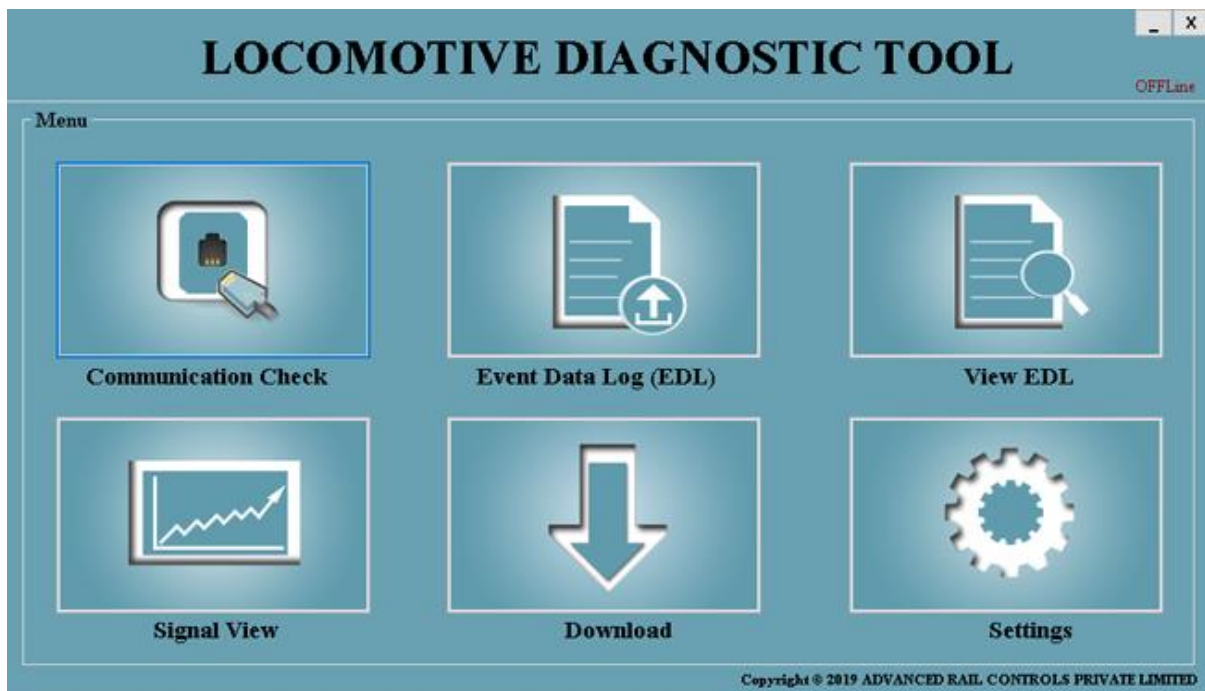 _ X
LOCOMOTIVE DIAGNOSTIC TOOL
OFFLine
Menu
Communication Check
Event Data Log (EDL)
View EDL
Signal View
Download
Settings
Copyright © 2019 ADVANCED RAIL CONTROLS PRIVATE LIMITED